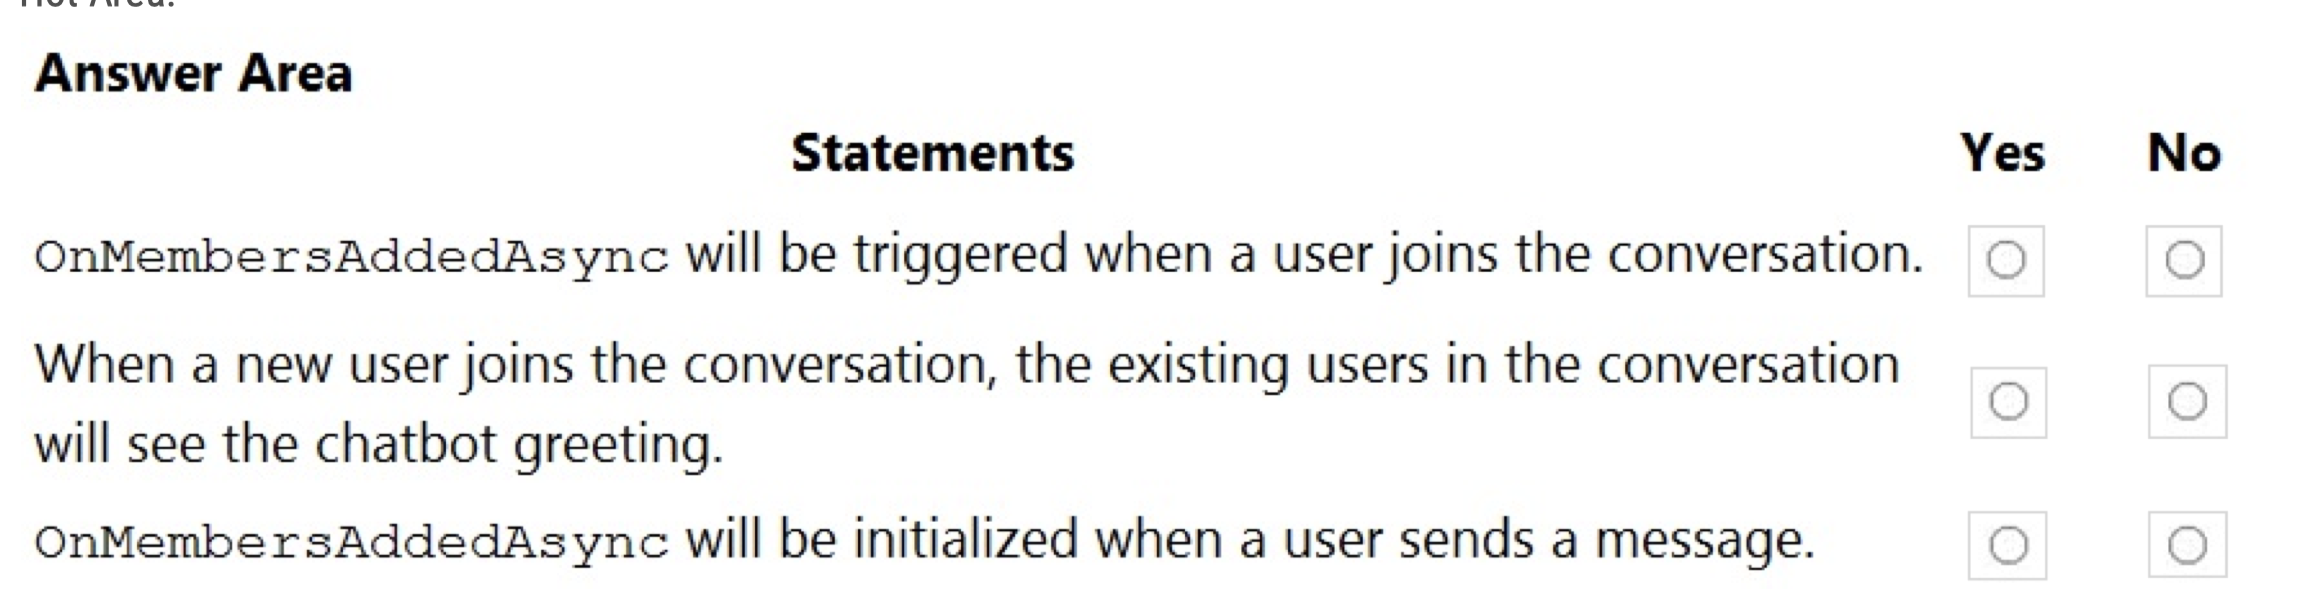 Hot Area:
Answer Area
Statements Yes No
OnMembersAddedAsync will be triggered when a user joins the conversation.
When a new user joins the conversation, the existing users in the conversation
will see the chatbot greeting.
OnMembersAddedAsync will be initialized when a user sends a message.